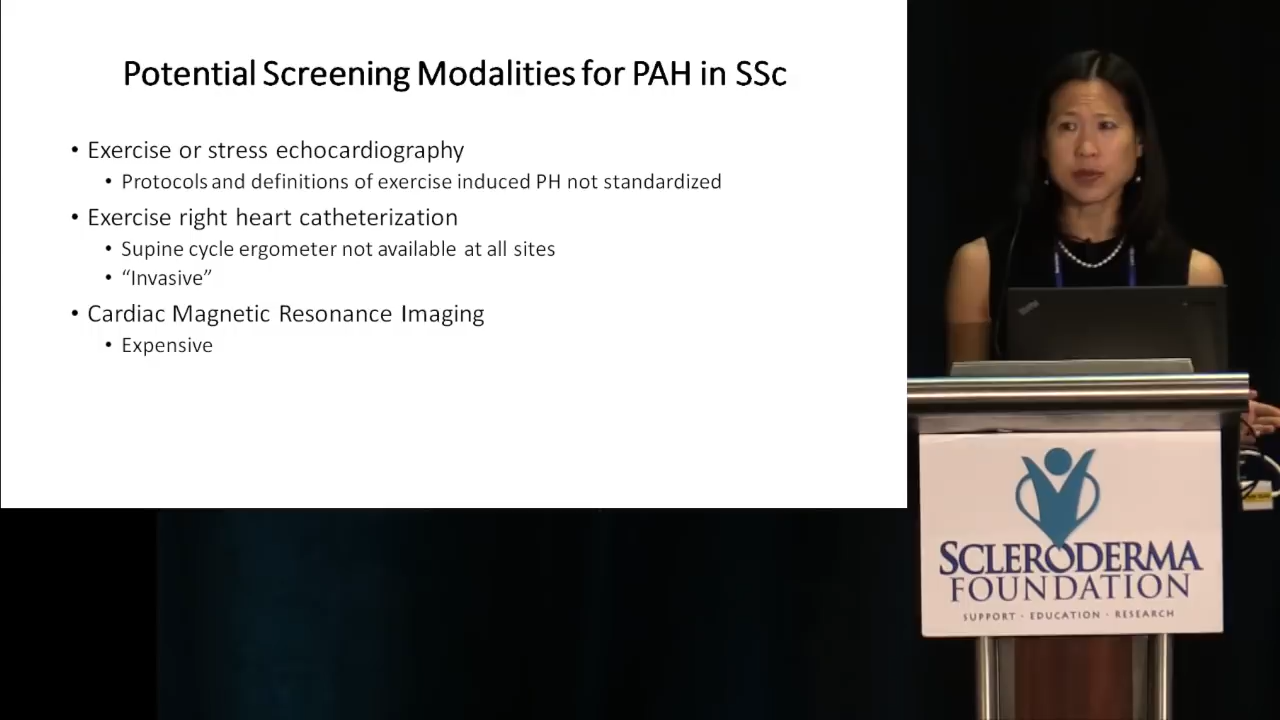 Potential Screening Modalities for PAH in SSc
• Exercise or stress echocardiography
• Protocols and definitions of exercise induced PH not standardized
• Exercise right heart catheterization
• Supine cycle ergometer not available at all sites
• “Invasive”
• Cardiac Magnetic Resonance Imaging
• Expensive
ThinkPad
SCLERODERMA
FOUNDATION
SUPPORT · EDUCATION · RESEARCH